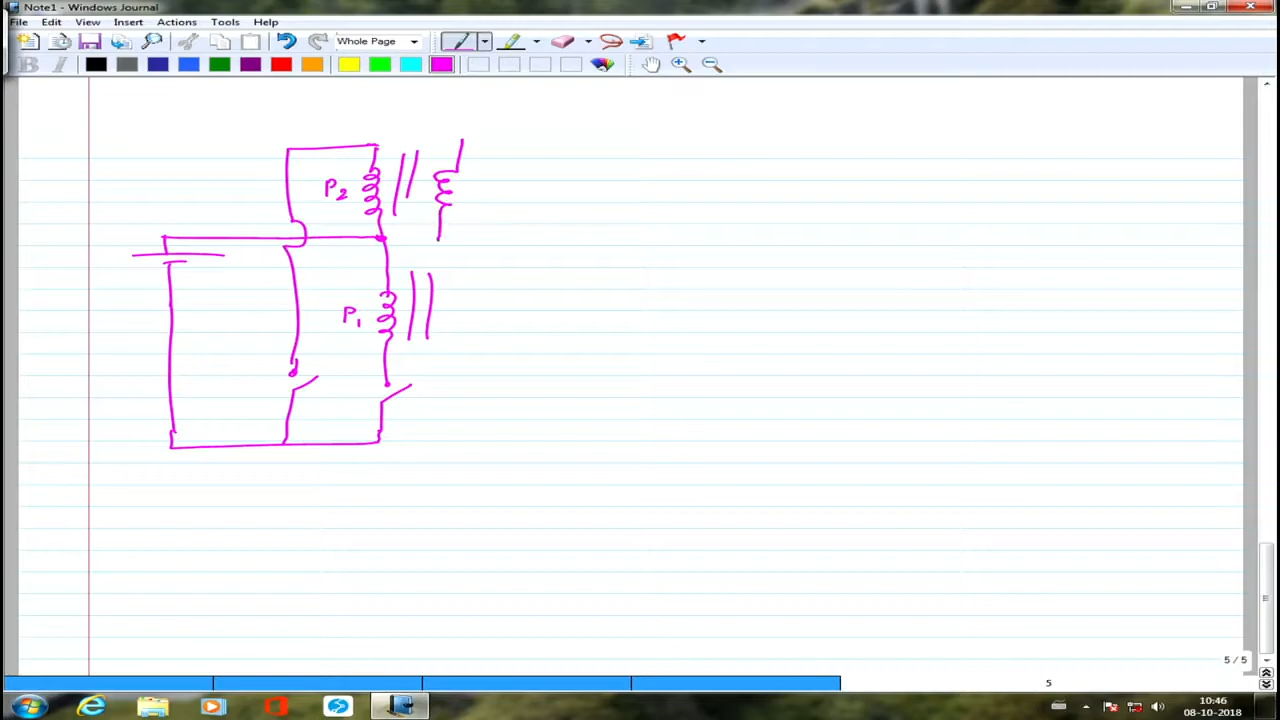 Note1 - Windows Journal
File Edit View Insert Actions Tools Help
Whole Page
B I
P2
P1
5 / 5
5
10:46
08-10-2018